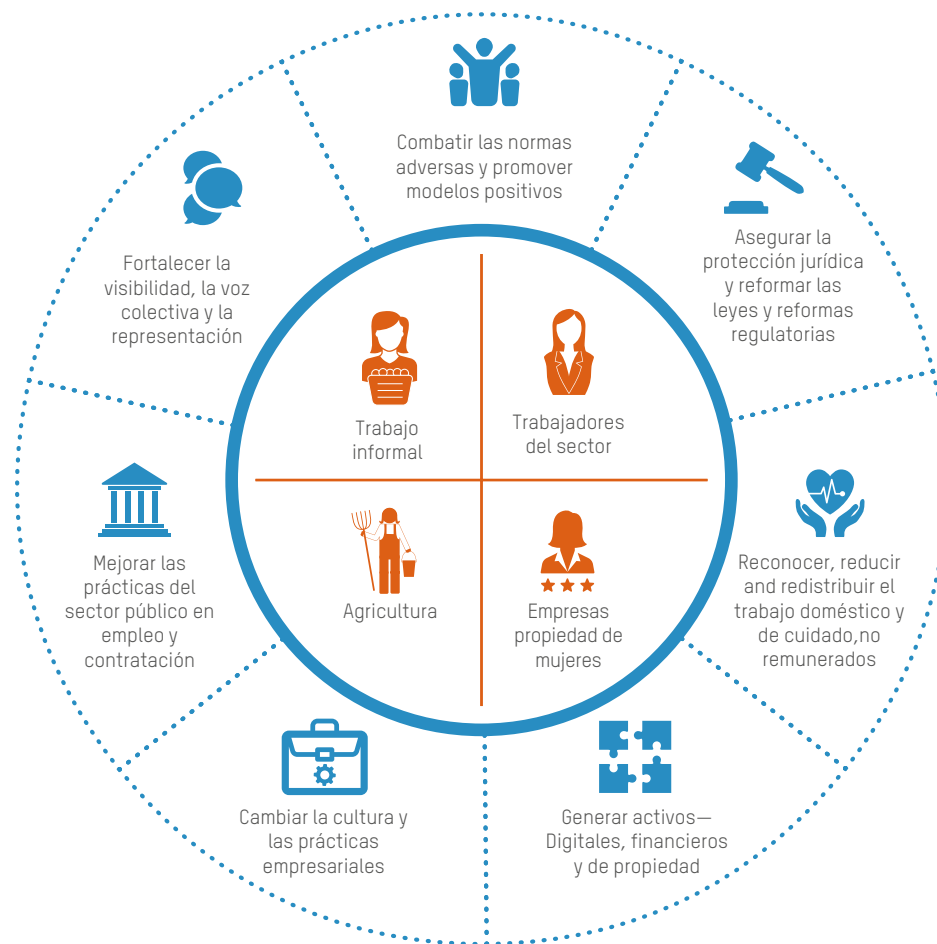 Combatir las normas
adversas y promover
modelos positivos
Asegurar la
protección jurídica
y reformar las
leyes y reformas
regulatorias
Reconocer, reducir
and redistribuir el
trabajo doméstico y
de cuidado,no
remunerados
Generar activos—
Digitales, financieros
y de propiedad
Cambiar la cultura y
las prácticas
empresariales
Mejorar las
prácticas del
sector público en
empleo y
contratación
Fortalecer la
visibilidad, la voz
colectiva y la
representación
Trabajo
informal
Trabajadores
del sector
Agricultura
Empresas
propiedad de
mujeres